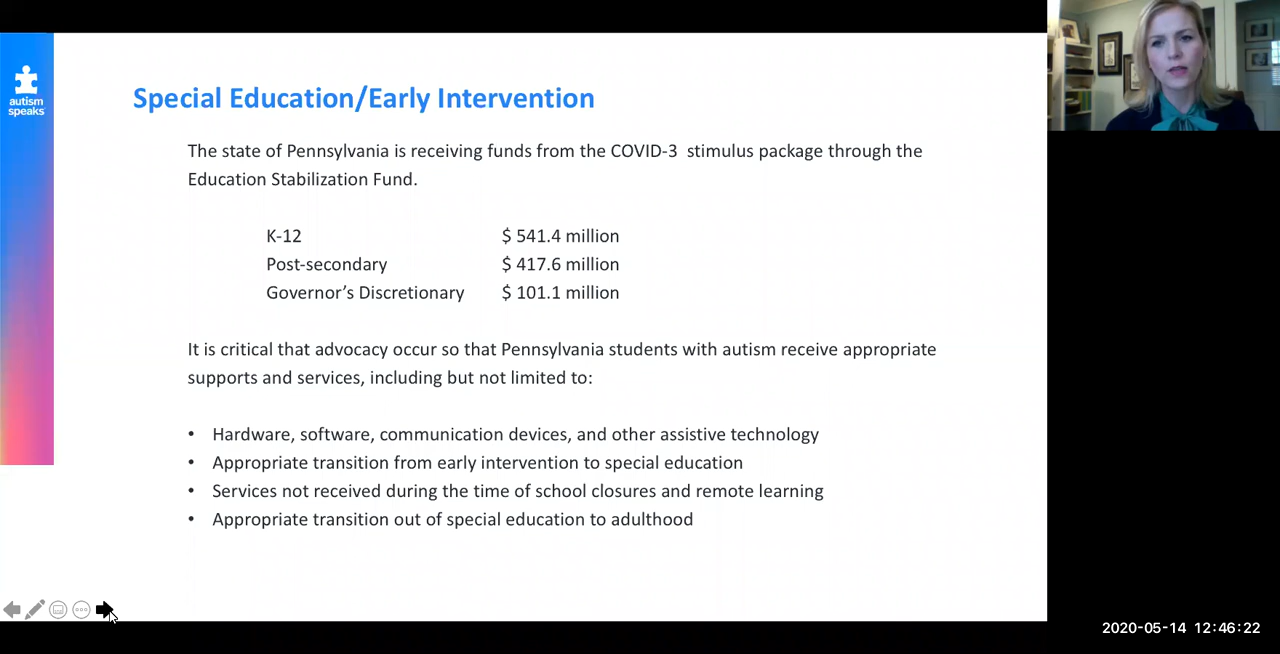 autism
speaks
Special Education/Early Intervention
The state of Pennsylvania is receiving funds from the COVID-3 stimulus package through the
Education Stabilization Fund.
K-12 $ 541.4 million
Post-secondary $ 417.6 million
Governor's Discretionary $ 101.1 million
It is critical that advocacy occur so that Pennsylvania students with autism receive appropriate
supports and services, including but not limited to:
• Hardware, software, communication devices, and other assistive technology
• Appropriate transition from early intervention to special education
• Services not received during the time of school closures and remote learning
• Appropriate transition out of special education to adulthood
2020-05-14 12:46:22